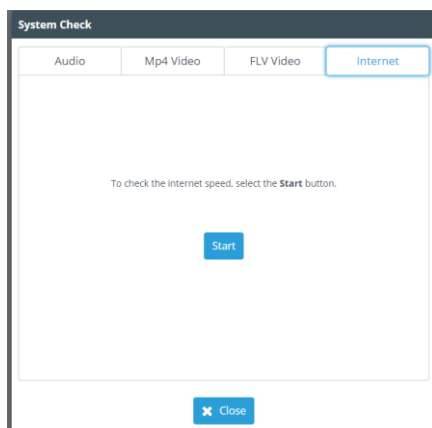 System Check
Audio Mp4 Video FLV Video Internet
To check the internet speed, select the Start button.
Start
Close